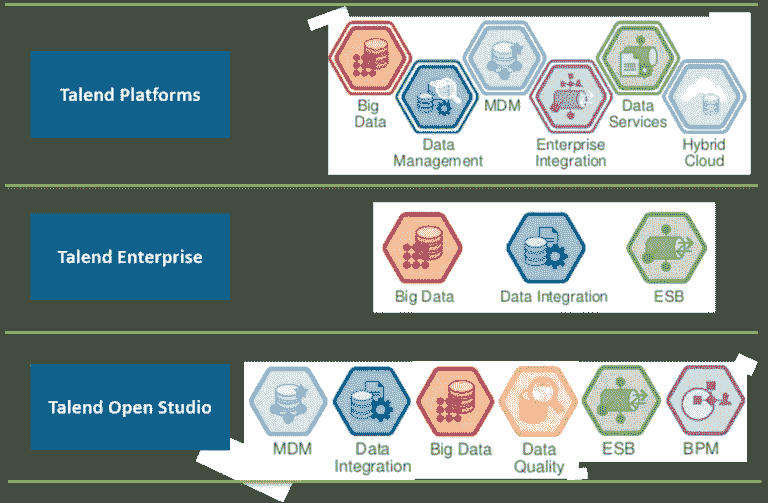 Talend Platforms
Big
Data
Data
Management
MDM
Enterprise
Integration
Data
Services
Hybrid
Cloud
Talend Enterprise
Big Data
Data Integration
ESB
Talend Open Studio
MDM
Data
Integration
Big Data
Data
Quality
ESB
BPM